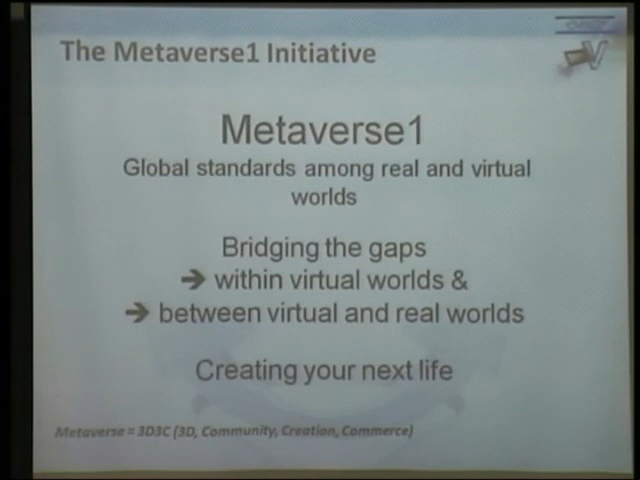 The Metaverse1 Initiative
Metaverse1
Global standards among real and virtual
worlds
Bridging the gaps
➔ within virtual worlds &
➔ between virtual and real worlds
Creating your next life
Metaverse = 3D3C (3D, Community, Creation, Commerce)